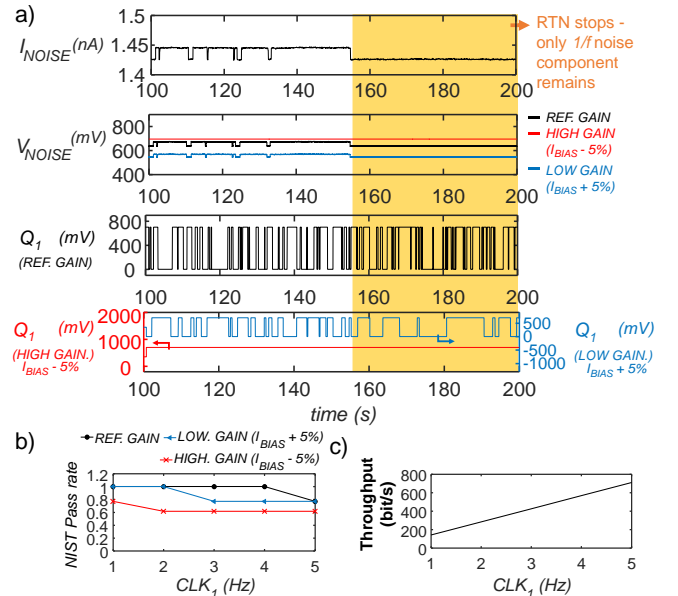 a)
I_NOISE (nA)
1.5
1.45
1.4
100 120 140 160 180 200
RTN stops -
only 1/f noise
component
remains
V_NOISE (mV)
800
600
400
100 120 140 160 180 200
REF. GAIN
HIGH GAIN
(I_BIAS - 5%)
LOW GAIN
(I_BIAS + 5%)
Q_1 (mV)
(REF. GAIN)
800
400
0
100 120 140 160 180 200
Q_1 (mV)
(HIGH GAIN.)
I_BIAS - 5%
2000
1000
0
500
0
-500
-1000
Q_1 (mV)
(LOW GAIN.)
I_BIAS + 5%
100 120 140 160 180 200
time (s)
b)
REF. GAIN LOW. GAIN (I_BIAS + 5%)
HIGH. GAIN (I_BIAS - 5%)
NIST Pass rate
1.2
1
0.8
0.6
0.4
0
1 2 3 4 5
CLK_1 (Hz)
c)
Throughput
(bit/s)
800
600
400
200
0
1 2 3 4 5
CLK_1 (Hz)